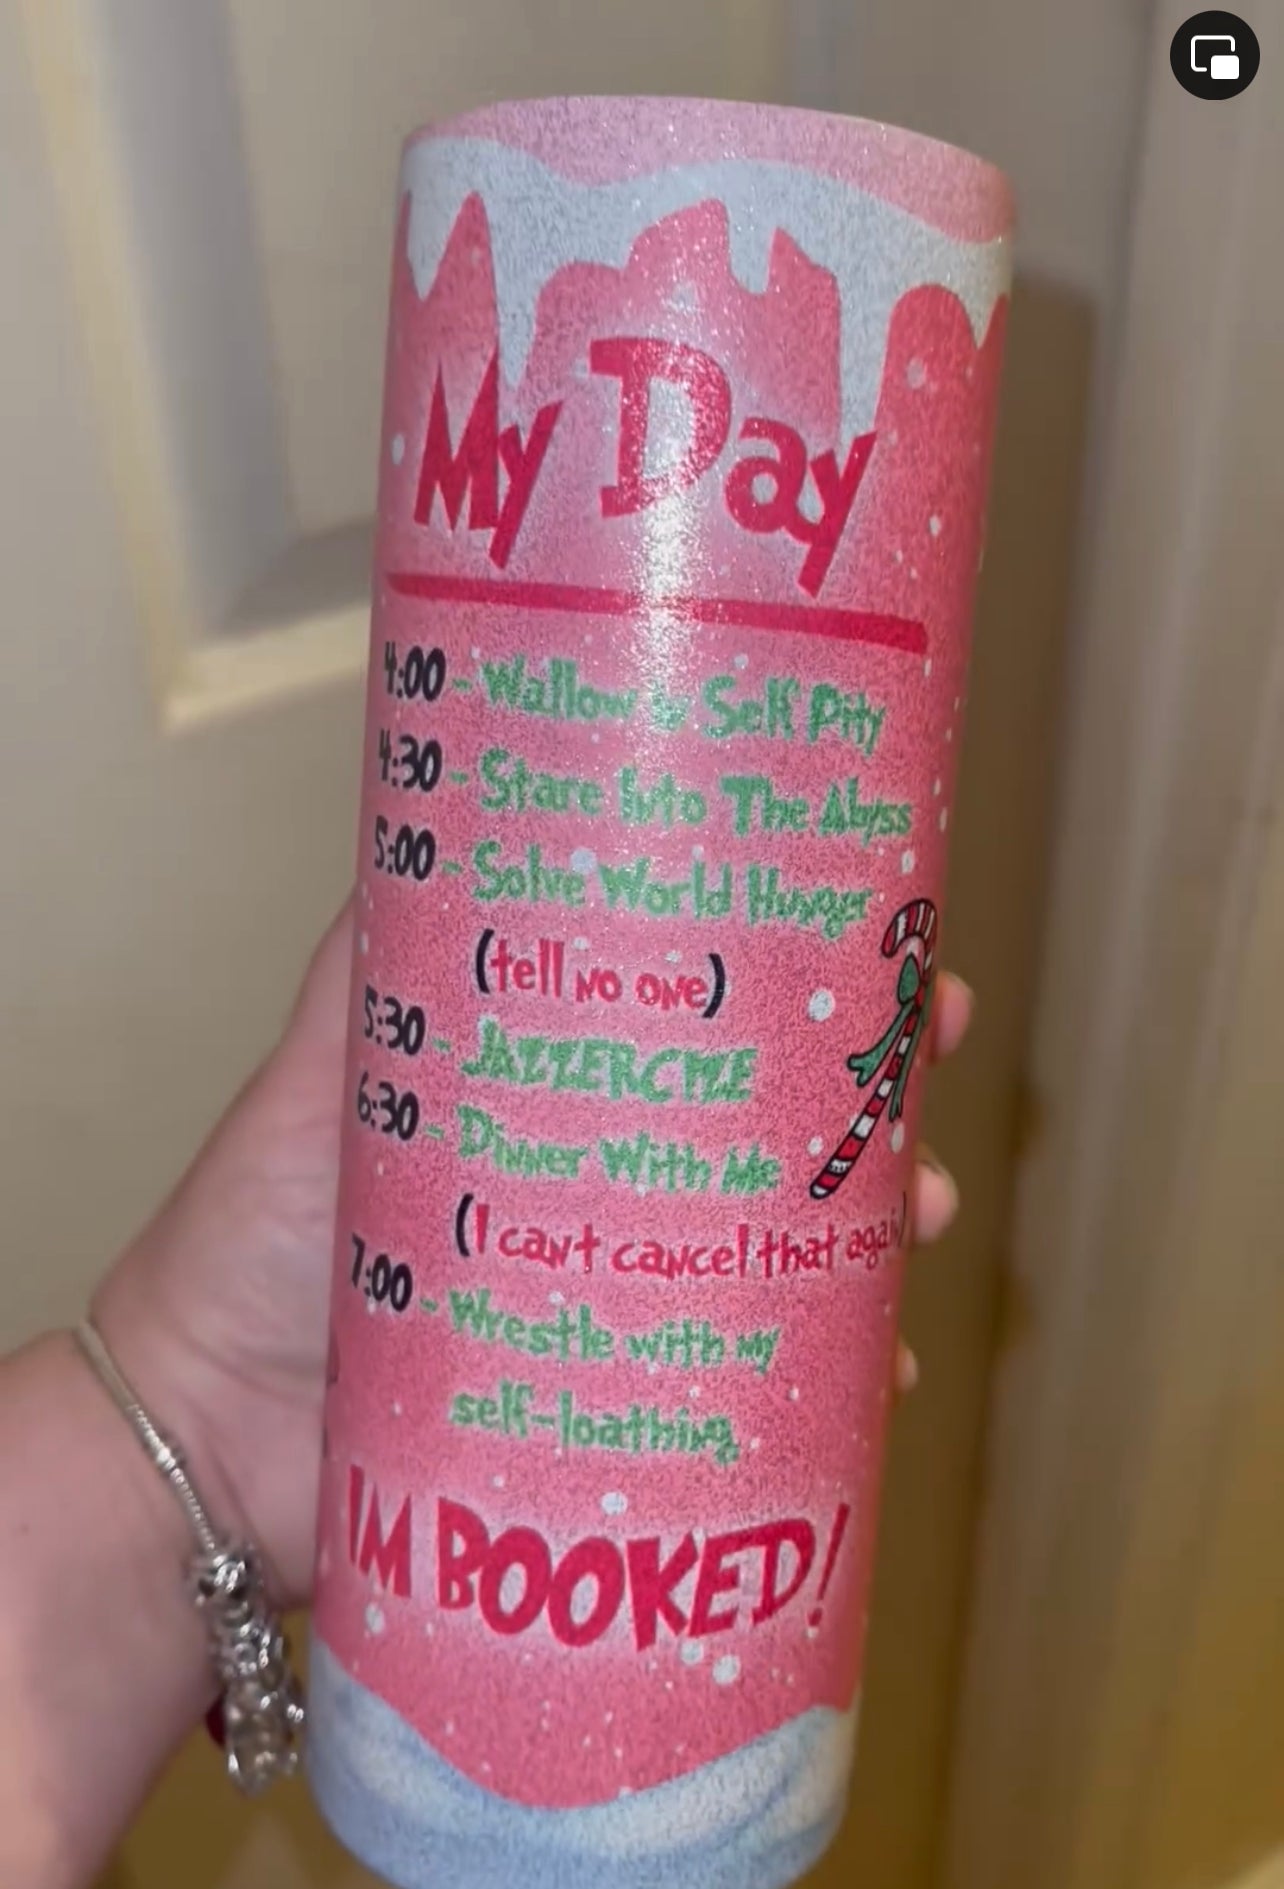 My Day
4:00 - Wallow in Self Pity
4:30 - Stare Into The Abyss
5:00 - Solve World Hunger
(tell no one)
5:30 - JAZZERCIZE
6:30 - Dinner With Me
(I can't cancel that again)
7:00 - Wrestle with my
self-loathing
IM BOOKED!